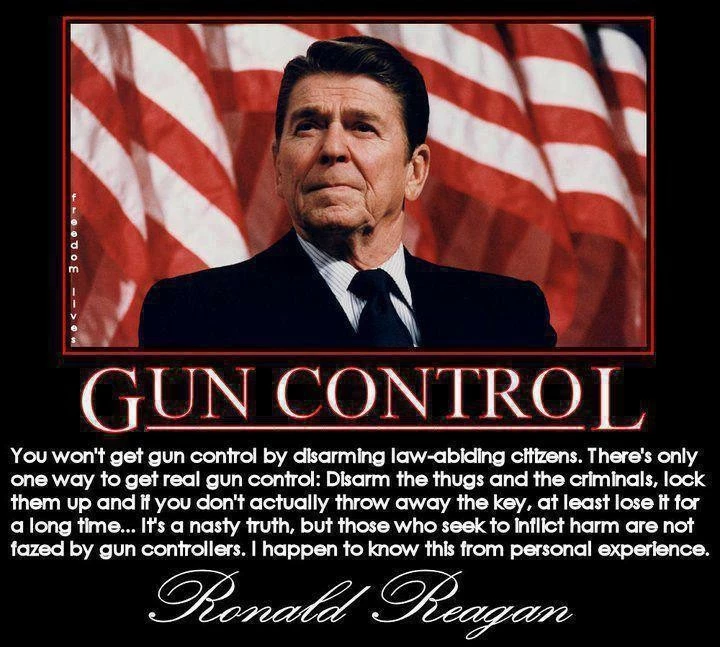 freedom lives
GUN CONTROL
You won't get gun control by disarming law-abiding citizens. There's only
one way to get real gun control: Disarm the thugs and the criminals, lock
them up and if you don't actually throw away the key, at least lose it for
a long time... It's a nasty truth, but those who seek to inflict harm are not
fazed by gun controllers. I happen to know this from personal experience.
Ronald Reagan